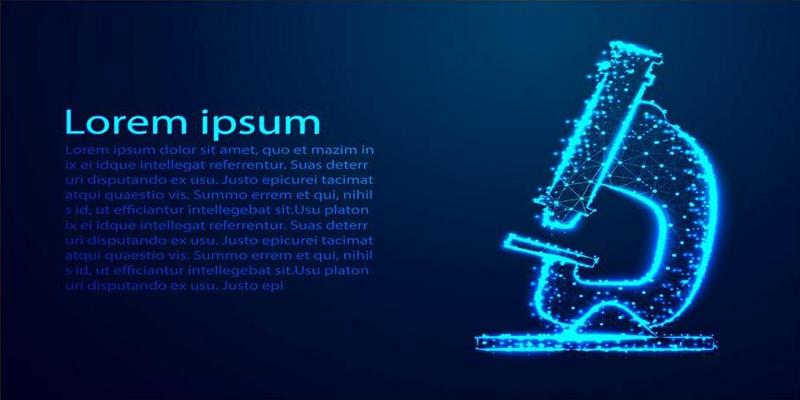 Lorem ipsum
Lorem ipsum dolor sit amet, quo et mazim in
ix ei idque intellegat referrentur. Suas deterr
uri disputando ex usu. Justo epicurei tacimat
atqui quaestio vis. Summo errem et qui, nihil
s id, ut efficiantur intellegebat sit.Usu platon
ix ei idque intellegat referrentur. Suas deterr
uri disputando ex usu. Justo epicurei tacimat
atqui quaestio vis. Summo errem et qui, nihil
s id, ut efficiantur intellegebat sit.Usu platon
uri disputando ex usu. Justo epi